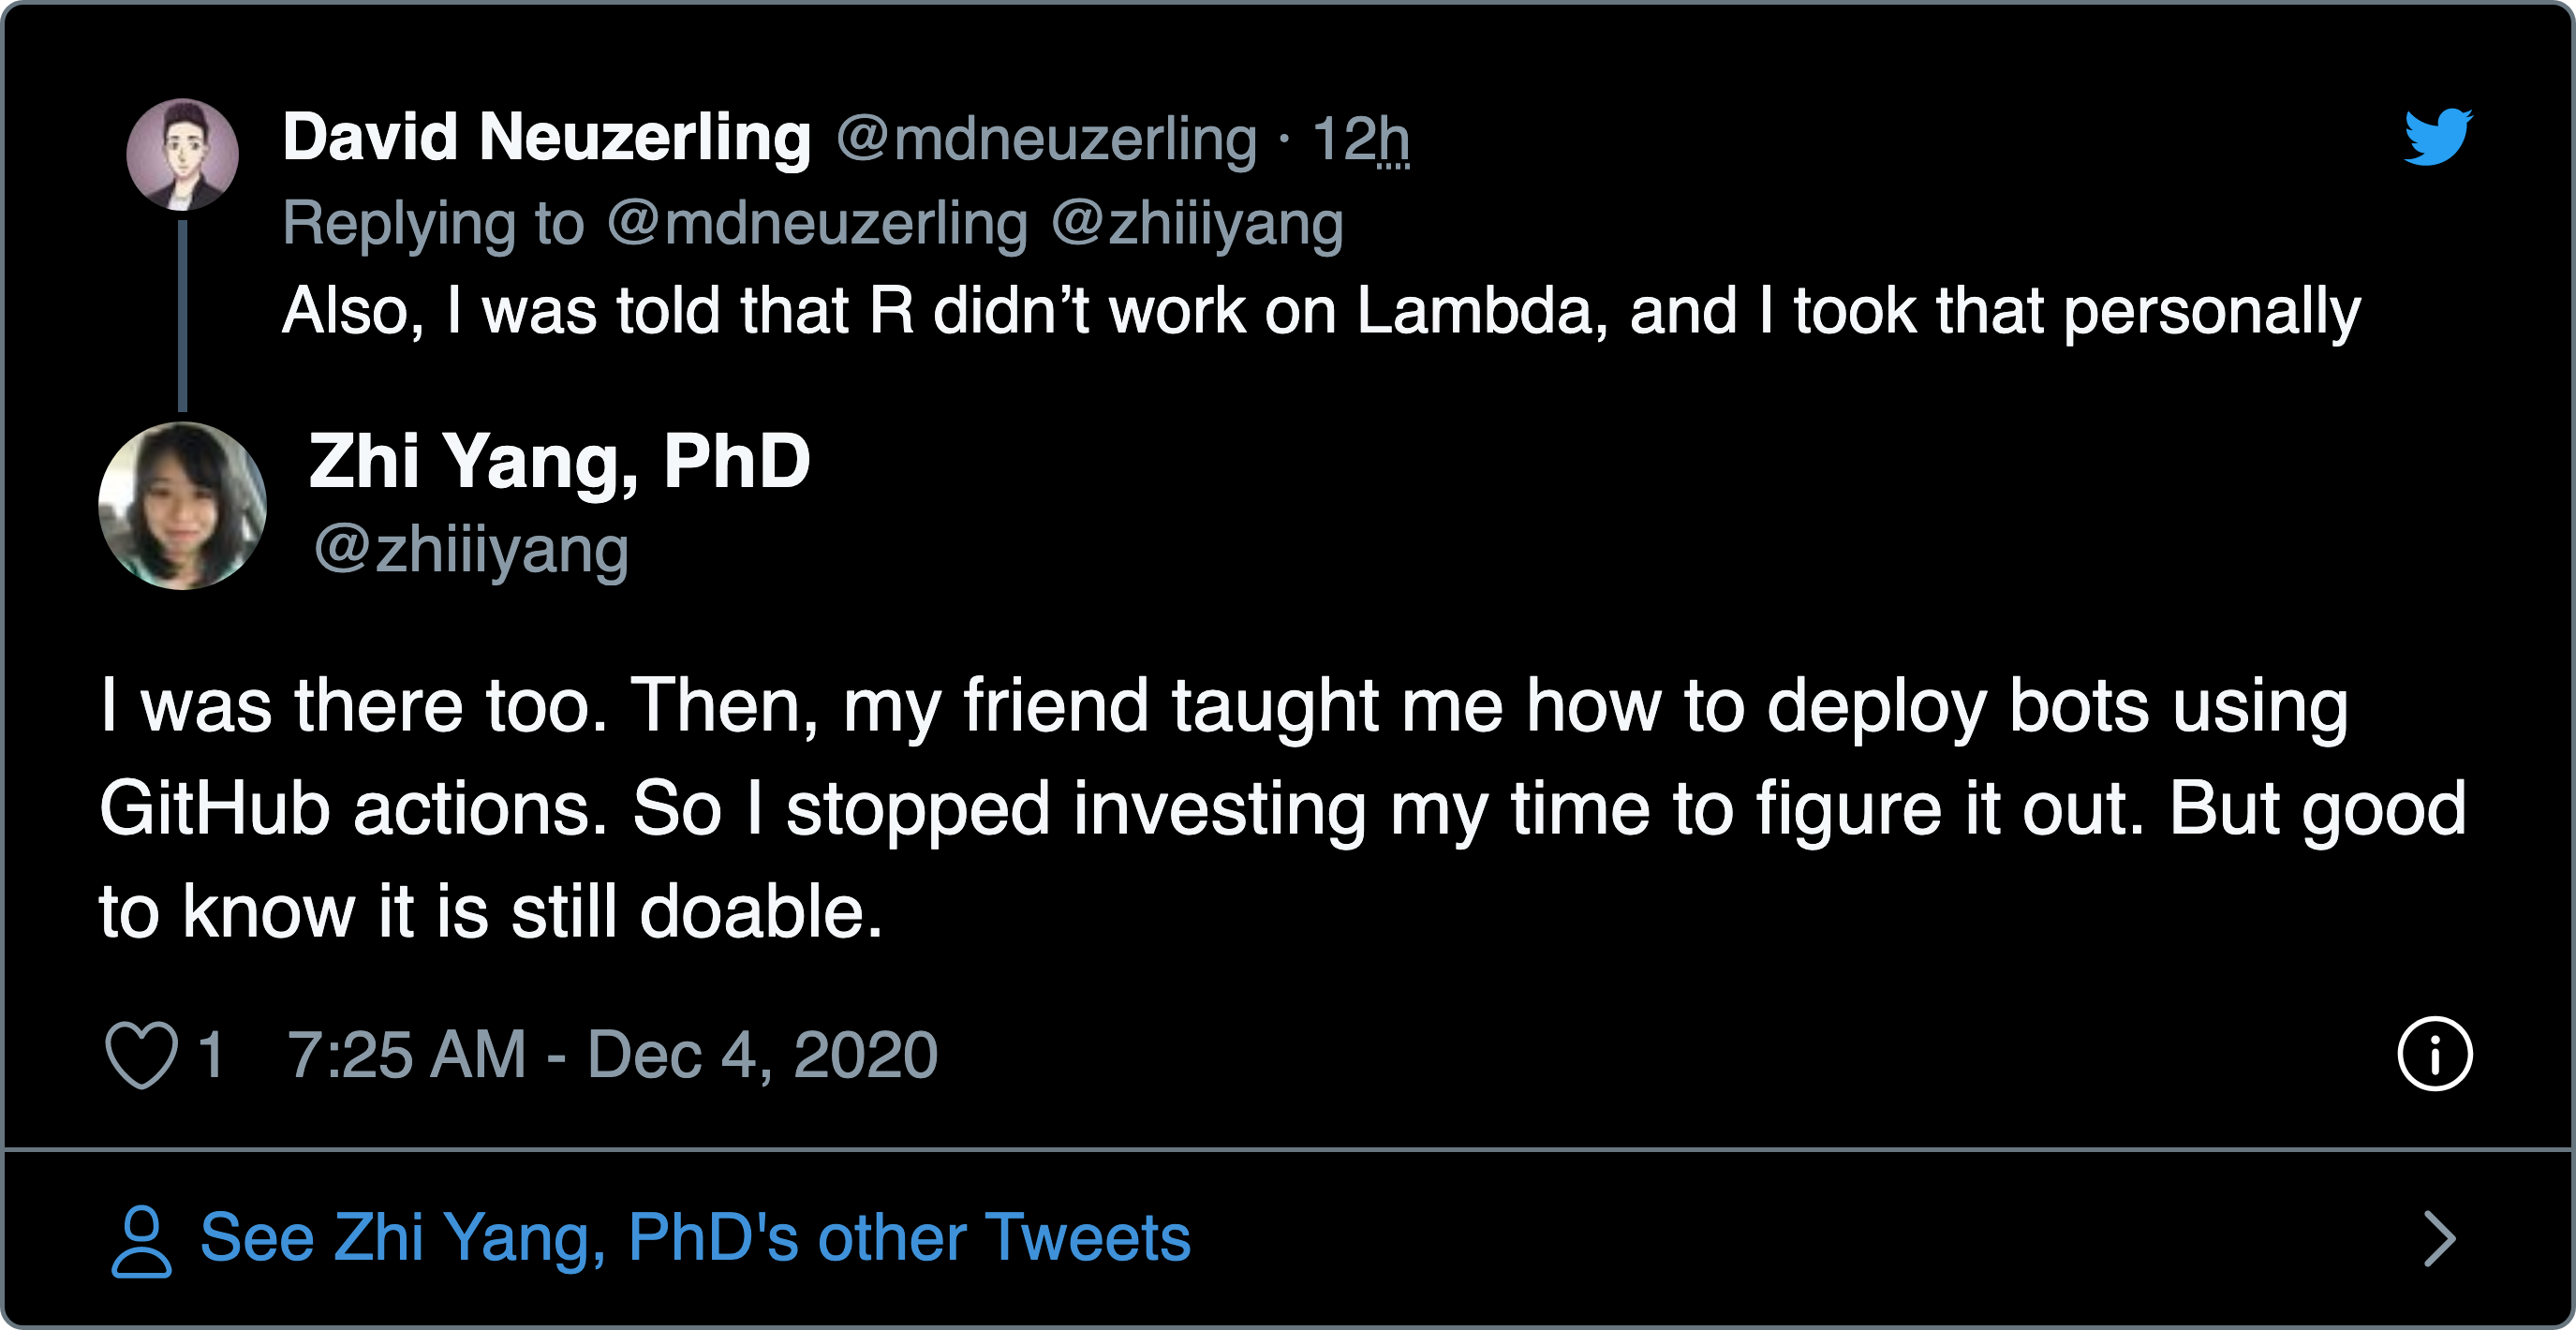 David Neuzerling @mdneuzerling · 12h
Replying to @mdneuzerling @zhiiiyang
Also, I was told that R didn’t work on Lambda, and I took that personally
Zhi Yang, PhD
@zhiiiyang
I was there too. Then, my friend taught me how to deploy bots using
GitHub actions. So I stopped investing my time to figure it out. But good
to know it is still doable.
1 7:25 AM - Dec 4, 2020
See Zhi Yang, PhD's other Tweets